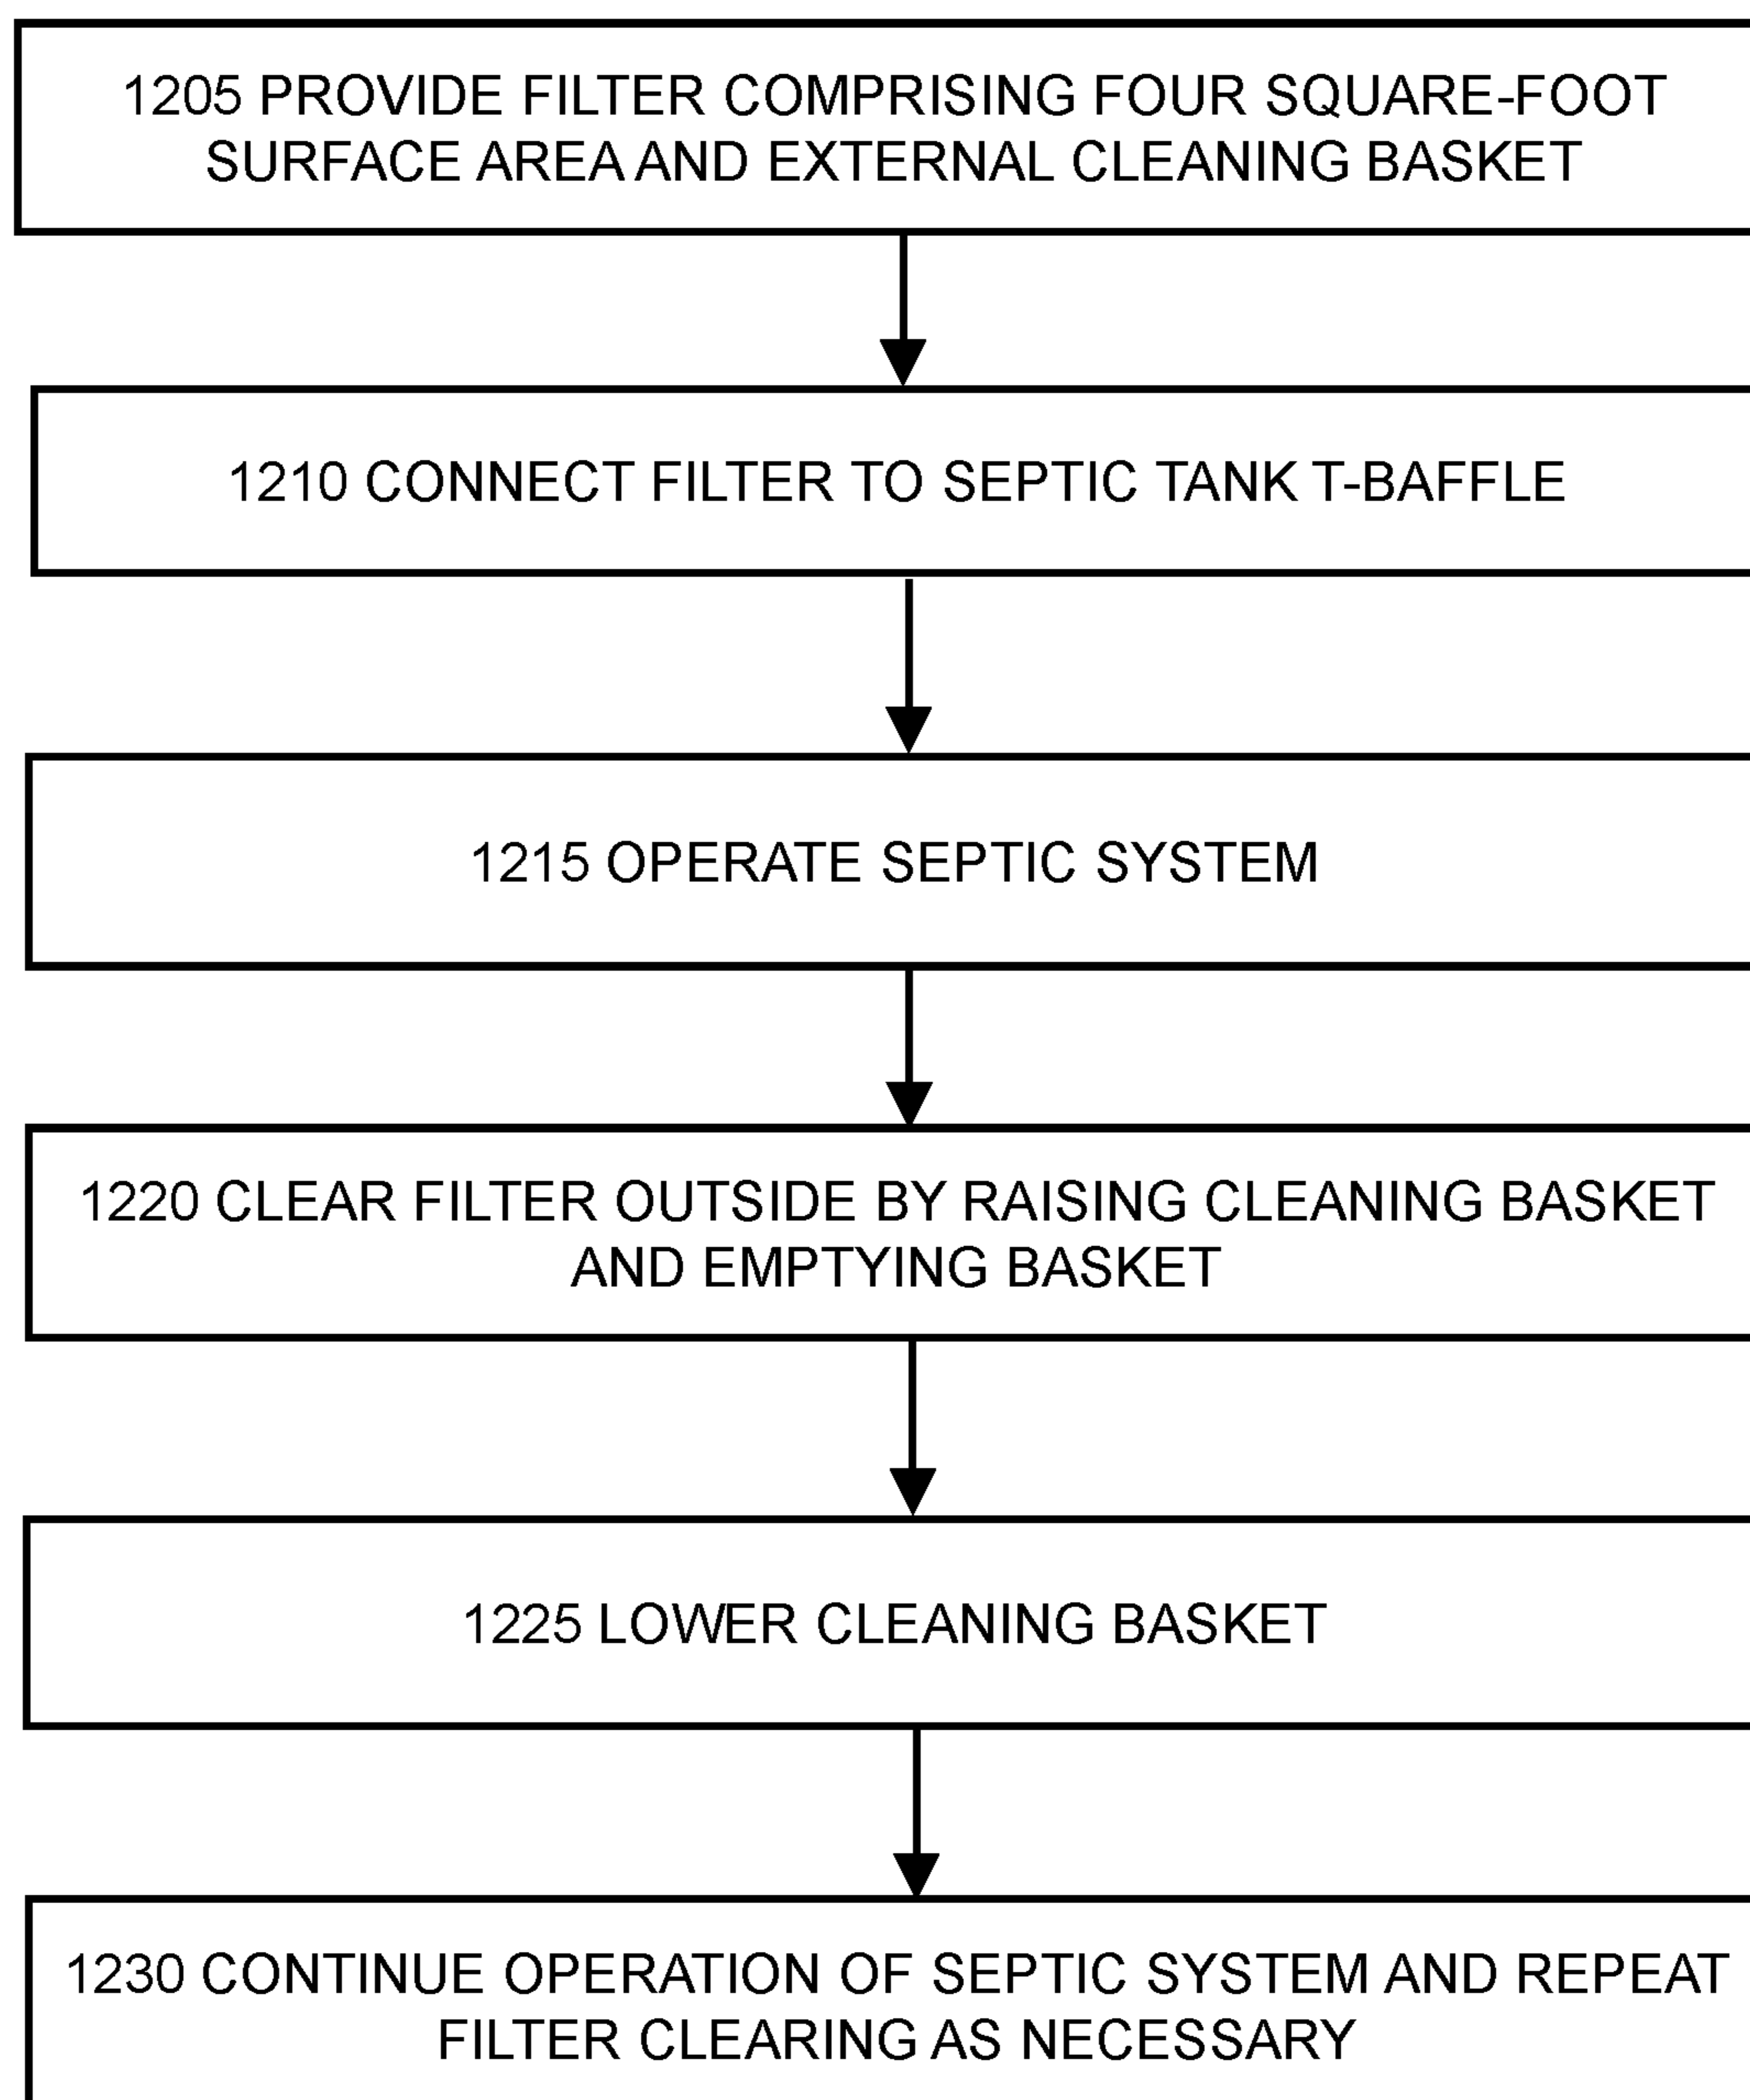 1205 PROVIDE FILTER COMPRISING FOUR SQUARE-FOOT
SURFACE AREA AND EXTERNAL CLEANING BASKET
1210 CONNECT FILTER TO SEPTIC TANK T-BAFFLE
1215 OPERATE SEPTIC SYSTEM
1220 CLEAR FILTER OUTSIDE BY RAISING CLEANING BASKET
AND EMPTYING BASKET
1225 LOWER CLEANING BASKET
1230 CONTINUE OPERATION OF SEPTIC SYSTEM AND REPEAT
FILTER CLEARING AS NECESSARY